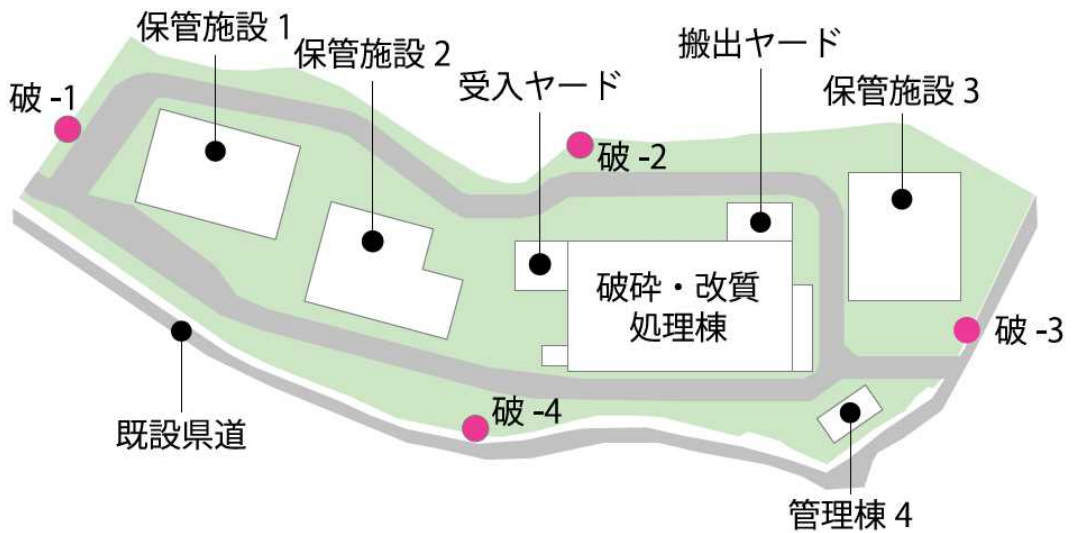 保管施設 1
保管施設 2
搬出ヤード
受入ヤード
保管施設 3
破 -1
破 -2
破砕・改質
処理棟
破 -3
破 -4
既設県道
管理棟 4